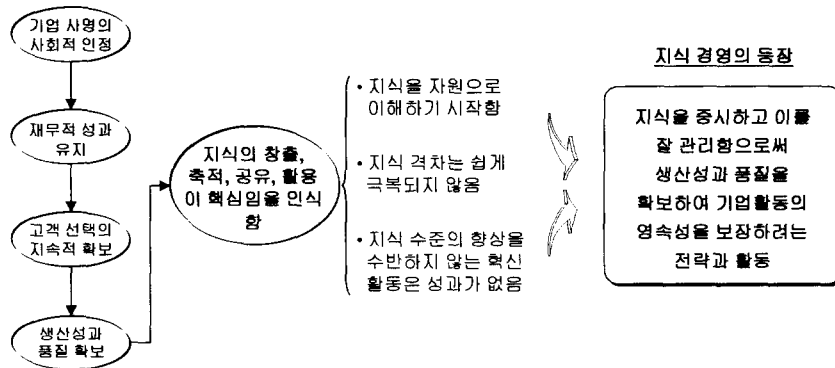 기업 사명의
사회적 인정
재무적 성과
유지
고객 선택의
지속적 확보
생산성과
품질 확보
지식의 창출,
축적, 공유, 활용
이 핵심임을 인식
함
• 지식을 자원으로
이해하기 시작함
• 지식 격차는 쉽게
극복되지 않음
• 지식 수준의 향상을
수반하지 않는 혁신
활동은 성과가 없음
지식 경영의 등장
지식을 중시하고 이를
잘 관리함으로써
생산성과 품질을
확보하여 기업활동의
영속성을 보장하려는
전략과 활동